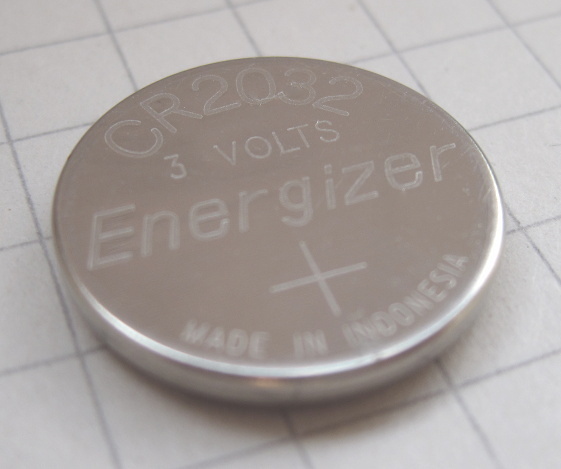 CR2032
3 VOLTS
Energizer
+
MADE IN INDONESIA